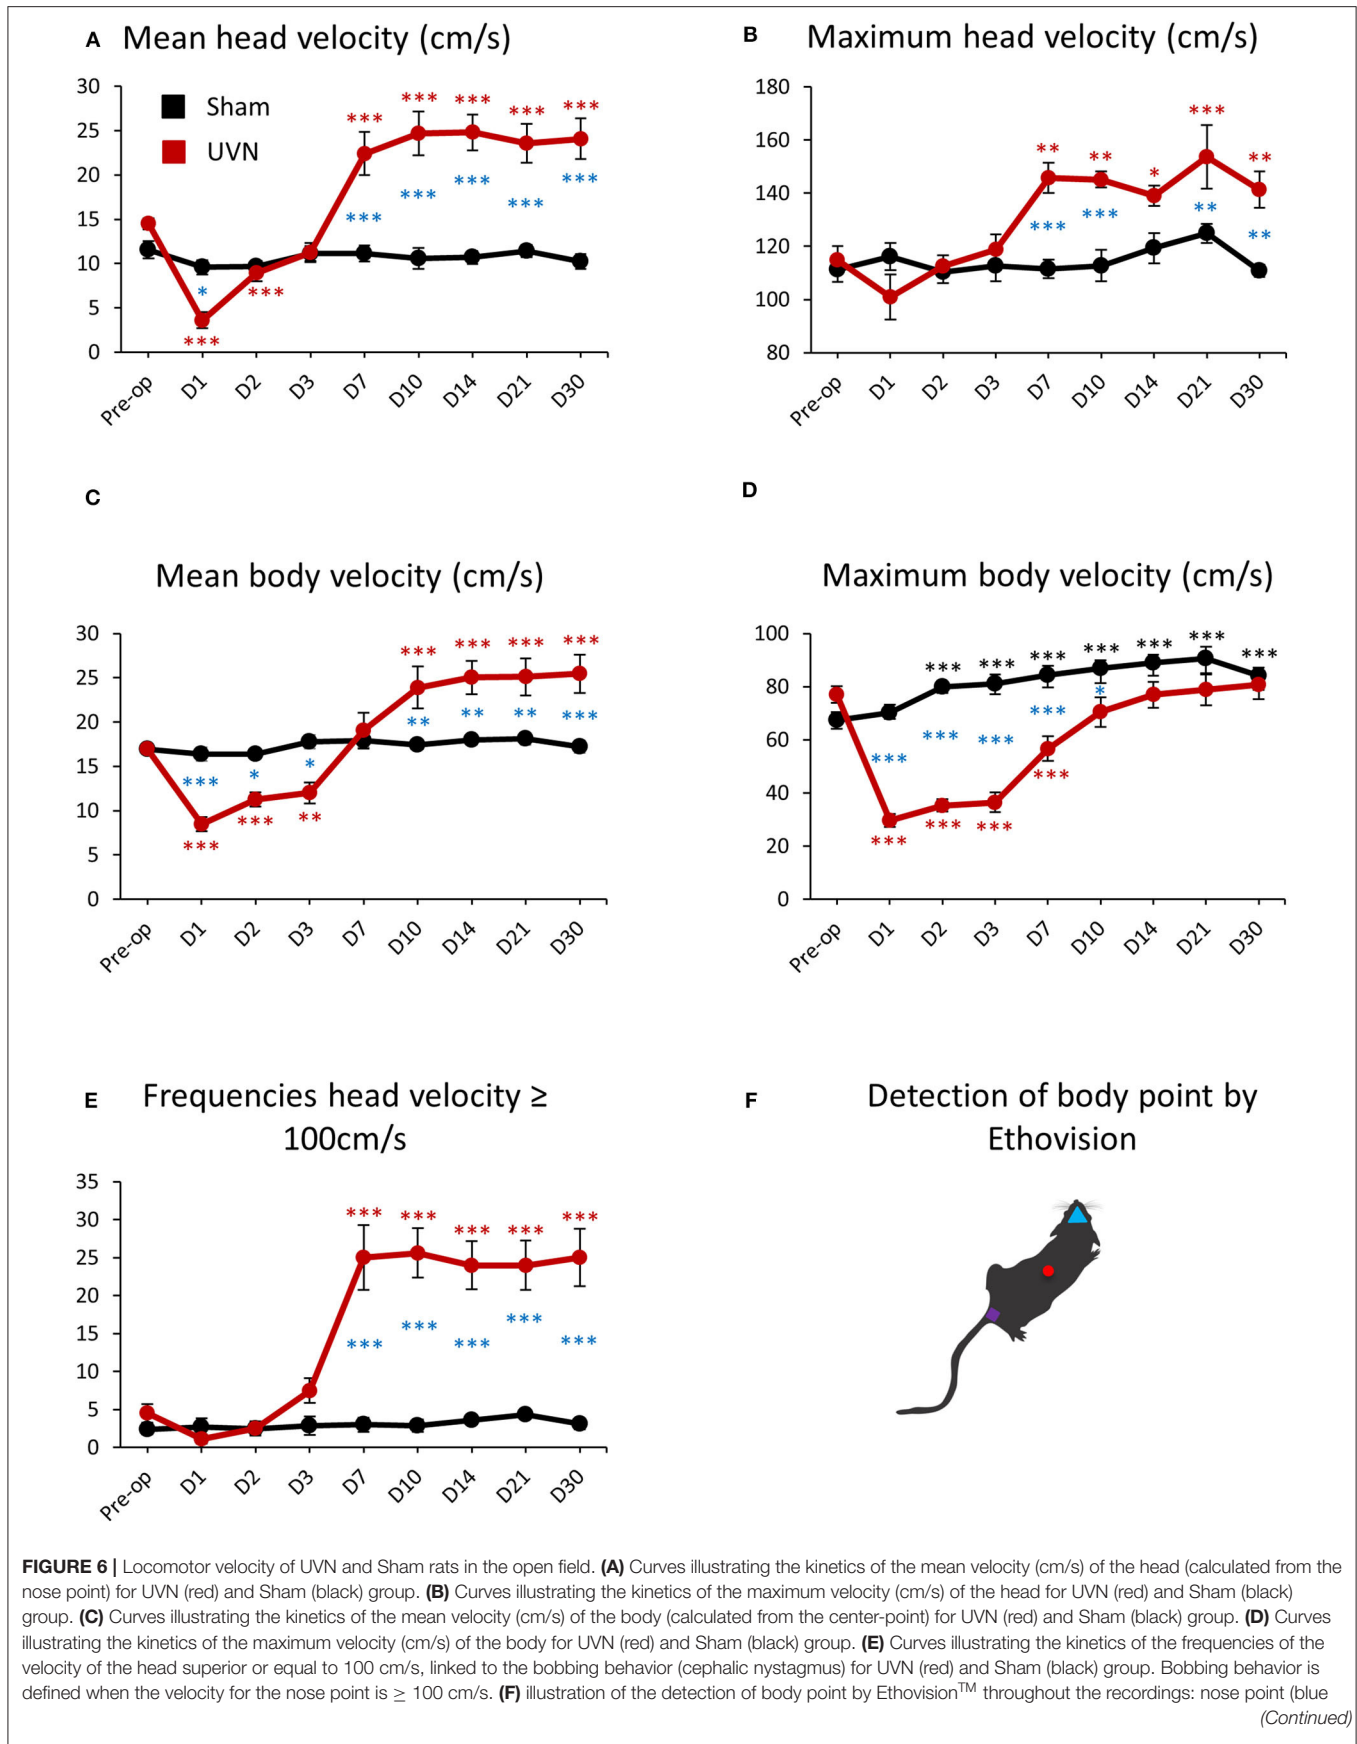 A Mean head velocity (cm/s)
30
25
20
15
10
5
0
Sham
UVN
*** *** *** *** ***
*** *** *** ***  ***
* ***
***
Pre-op D1 D2 D3 D7 D10 D14 D21 D30
B Maximum head velocity (cm/s)
180
160
140
120
100
80
** ** * *** **
*** *** ** **
Pre-op D1 D2 D3 D7 D10 D14 D21 D30
C
Mean body velocity (cm/s)
30
25
20
15
10
5
0
*** *** *** ***
** ** ** ***
*** * *
*** *** **
Pre-op D1 D2 D3 D7 D10 D14 D21 D30
D
Maximum body velocity (cm/s)
100
80
60
40
20
0
*** *** *** *** *** *** ***
*** *** *** *** *
*** *** *** ***
Pre-op D1 D2 D3 D7 D10 D14 D21 D30
E Frequencies head velocity ≥
100cm/s
35
30
25
20
15
10
5
0
*** *** *** *** ***
*** *** *** *** ***
Pre-op D1 D2 D3 D7 D10 D14 D21 D30
F Detection of body point by
Ethovision
FIGURE 6 | Locomotor velocity of UVN and Sham rats in the open field. (A) Curves illustrating the kinetics of the mean velocity (cm/s) of the head (calculated from the
nose point) for UVN (red) and Sham (black) group. (B) Curves illustrating the kinetics of the maximum velocity (cm/s) of the head for UVN (red) and Sham (black)
group. (C) Curves illustrating the kinetics of the mean velocity (cm/s) of the body (calculated from the center-point) for UVN (red) and Sham (black) group. (D) Curves
illustrating the kinetics of the maximum velocity (cm/s) of the body for UVN (red) and Sham (black) group. (E) Curves illustrating the kinetics of the frequencies of the
velocity of the head superior or equal to 100 cm/s, linked to the bobbing behavior (cephalic nystagmus) for UVN (red) and Sham (black) group. Bobbing behavior is
defined when the velocity for the nose point is ≥ 100 cm/s. (F) illustration of the detection of body point by Ethovision™ throughout the recordings: nose point (blue
(Continued)